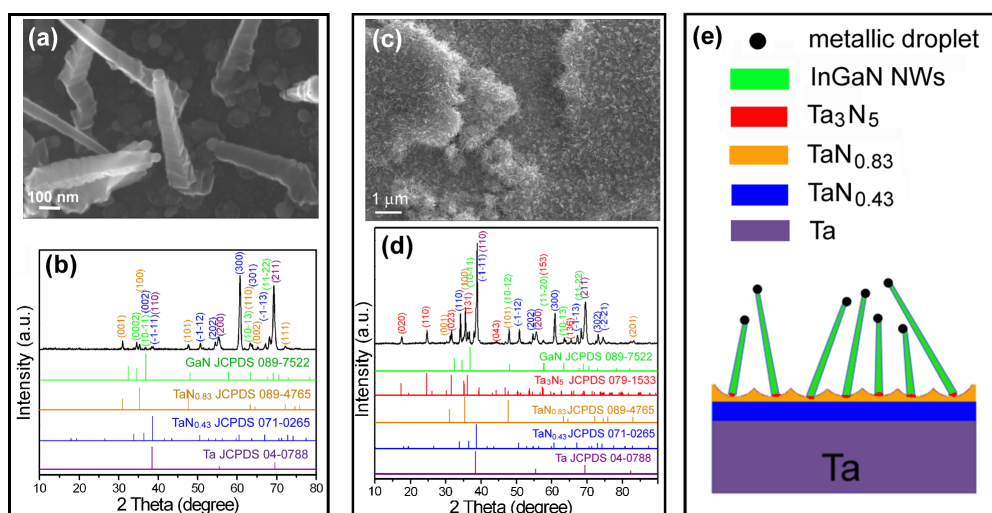 (a)
100 nm
(b)
Intensity (a.u.)
(001)
(0002)
(100)
(10-11)
(002)
(-1-11)
(110)
(101)
(-1-12)
(202)
(200)
(300)
(10-13)
(110)
(002)
(301)
(-1-13)
(11-22)
(211)
(111)
GaN JCPDS 089-7522
TaN0.83 JCPDS 089-4765
TaN0.43 JCPDS 071-0265
Ta JCPDS 04-0788
10 20 30 40 50 60 70 80
2 Theta (degree)
(c)
1 μm
(d)
Intensity (a.u.)
(020)
(110)
(001)
(023)
(110)
(100)
(131)
(10-11)
(-1-11)
(110)
(043)
(101)
(10-12)
(-1-12)
(202)
(200)
(11-20)
(153)
(300)
(10-13)
(136)
(-1-13)
(11-22)
(211)
(302)
(-2-21)
(201)
GaN JCPDS 089-7522
Ta3N5 JCPDS 079-1533
TaN0.83 JCPDS 089-4765
TaN0.43 JCPDS 071-0265
Ta JCPDS 04-0788
10 20 30 40 50 60 70 80
2 Theta (degree)
(e)
metallic droplet
InGaN NWs
Ta3N5
TaN0.83
TaN0.43
Ta
Ta